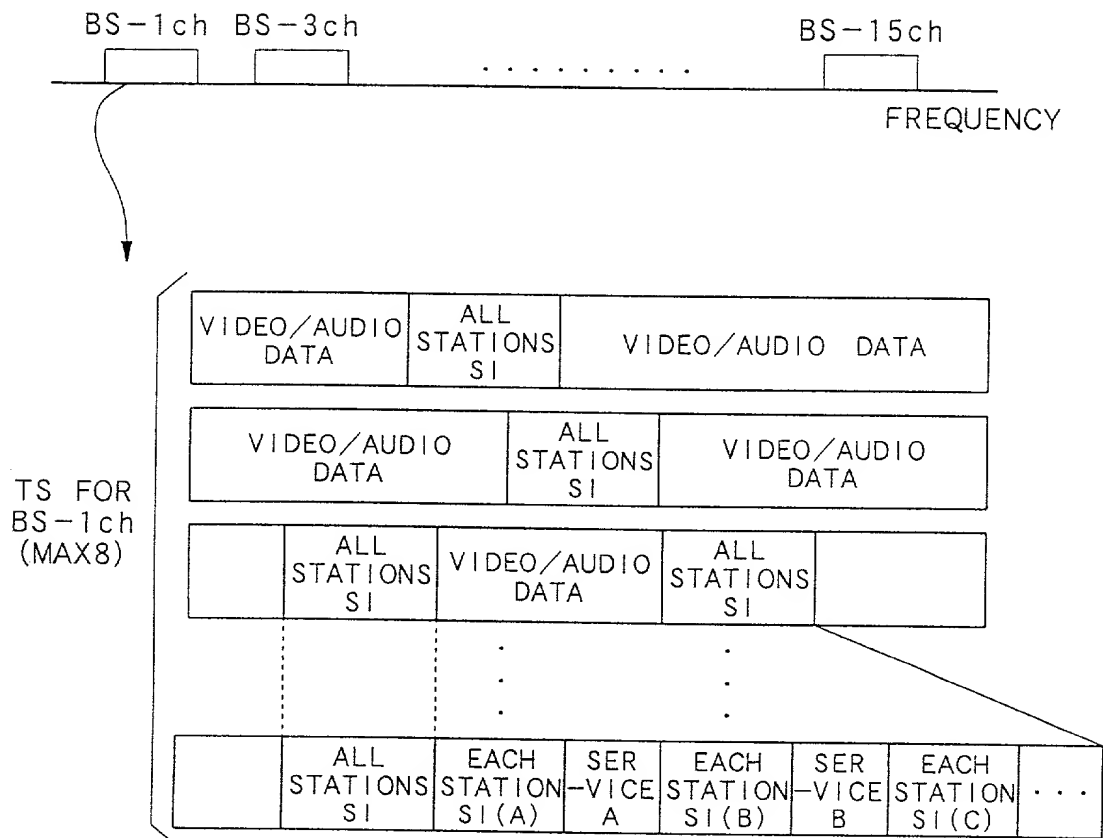 BS-1ch BS-3ch BS-15ch
. . . . . . . . .
FREQUENCY
VIDEO/AUDIO
DATA
ALL
STATIONS
SI
VIDEO/AUDIO DATA
VIDEO/AUDIO
DATA
ALL
STATIONS
SI
VIDEO/AUDIO
DATA
TS FOR
BS-1ch
(MAX8)
ALL
STATIONS
SI
VIDEO/AUDIO
DATA
ALL
STATIONS
SI
ALL
STATIONS
SI
EACH
STATION
SI(A)
SER
-VICE
A
EACH
STATION
SI(B)
SER
-VICE
B
EACH
STATION
SI(C)
. . .